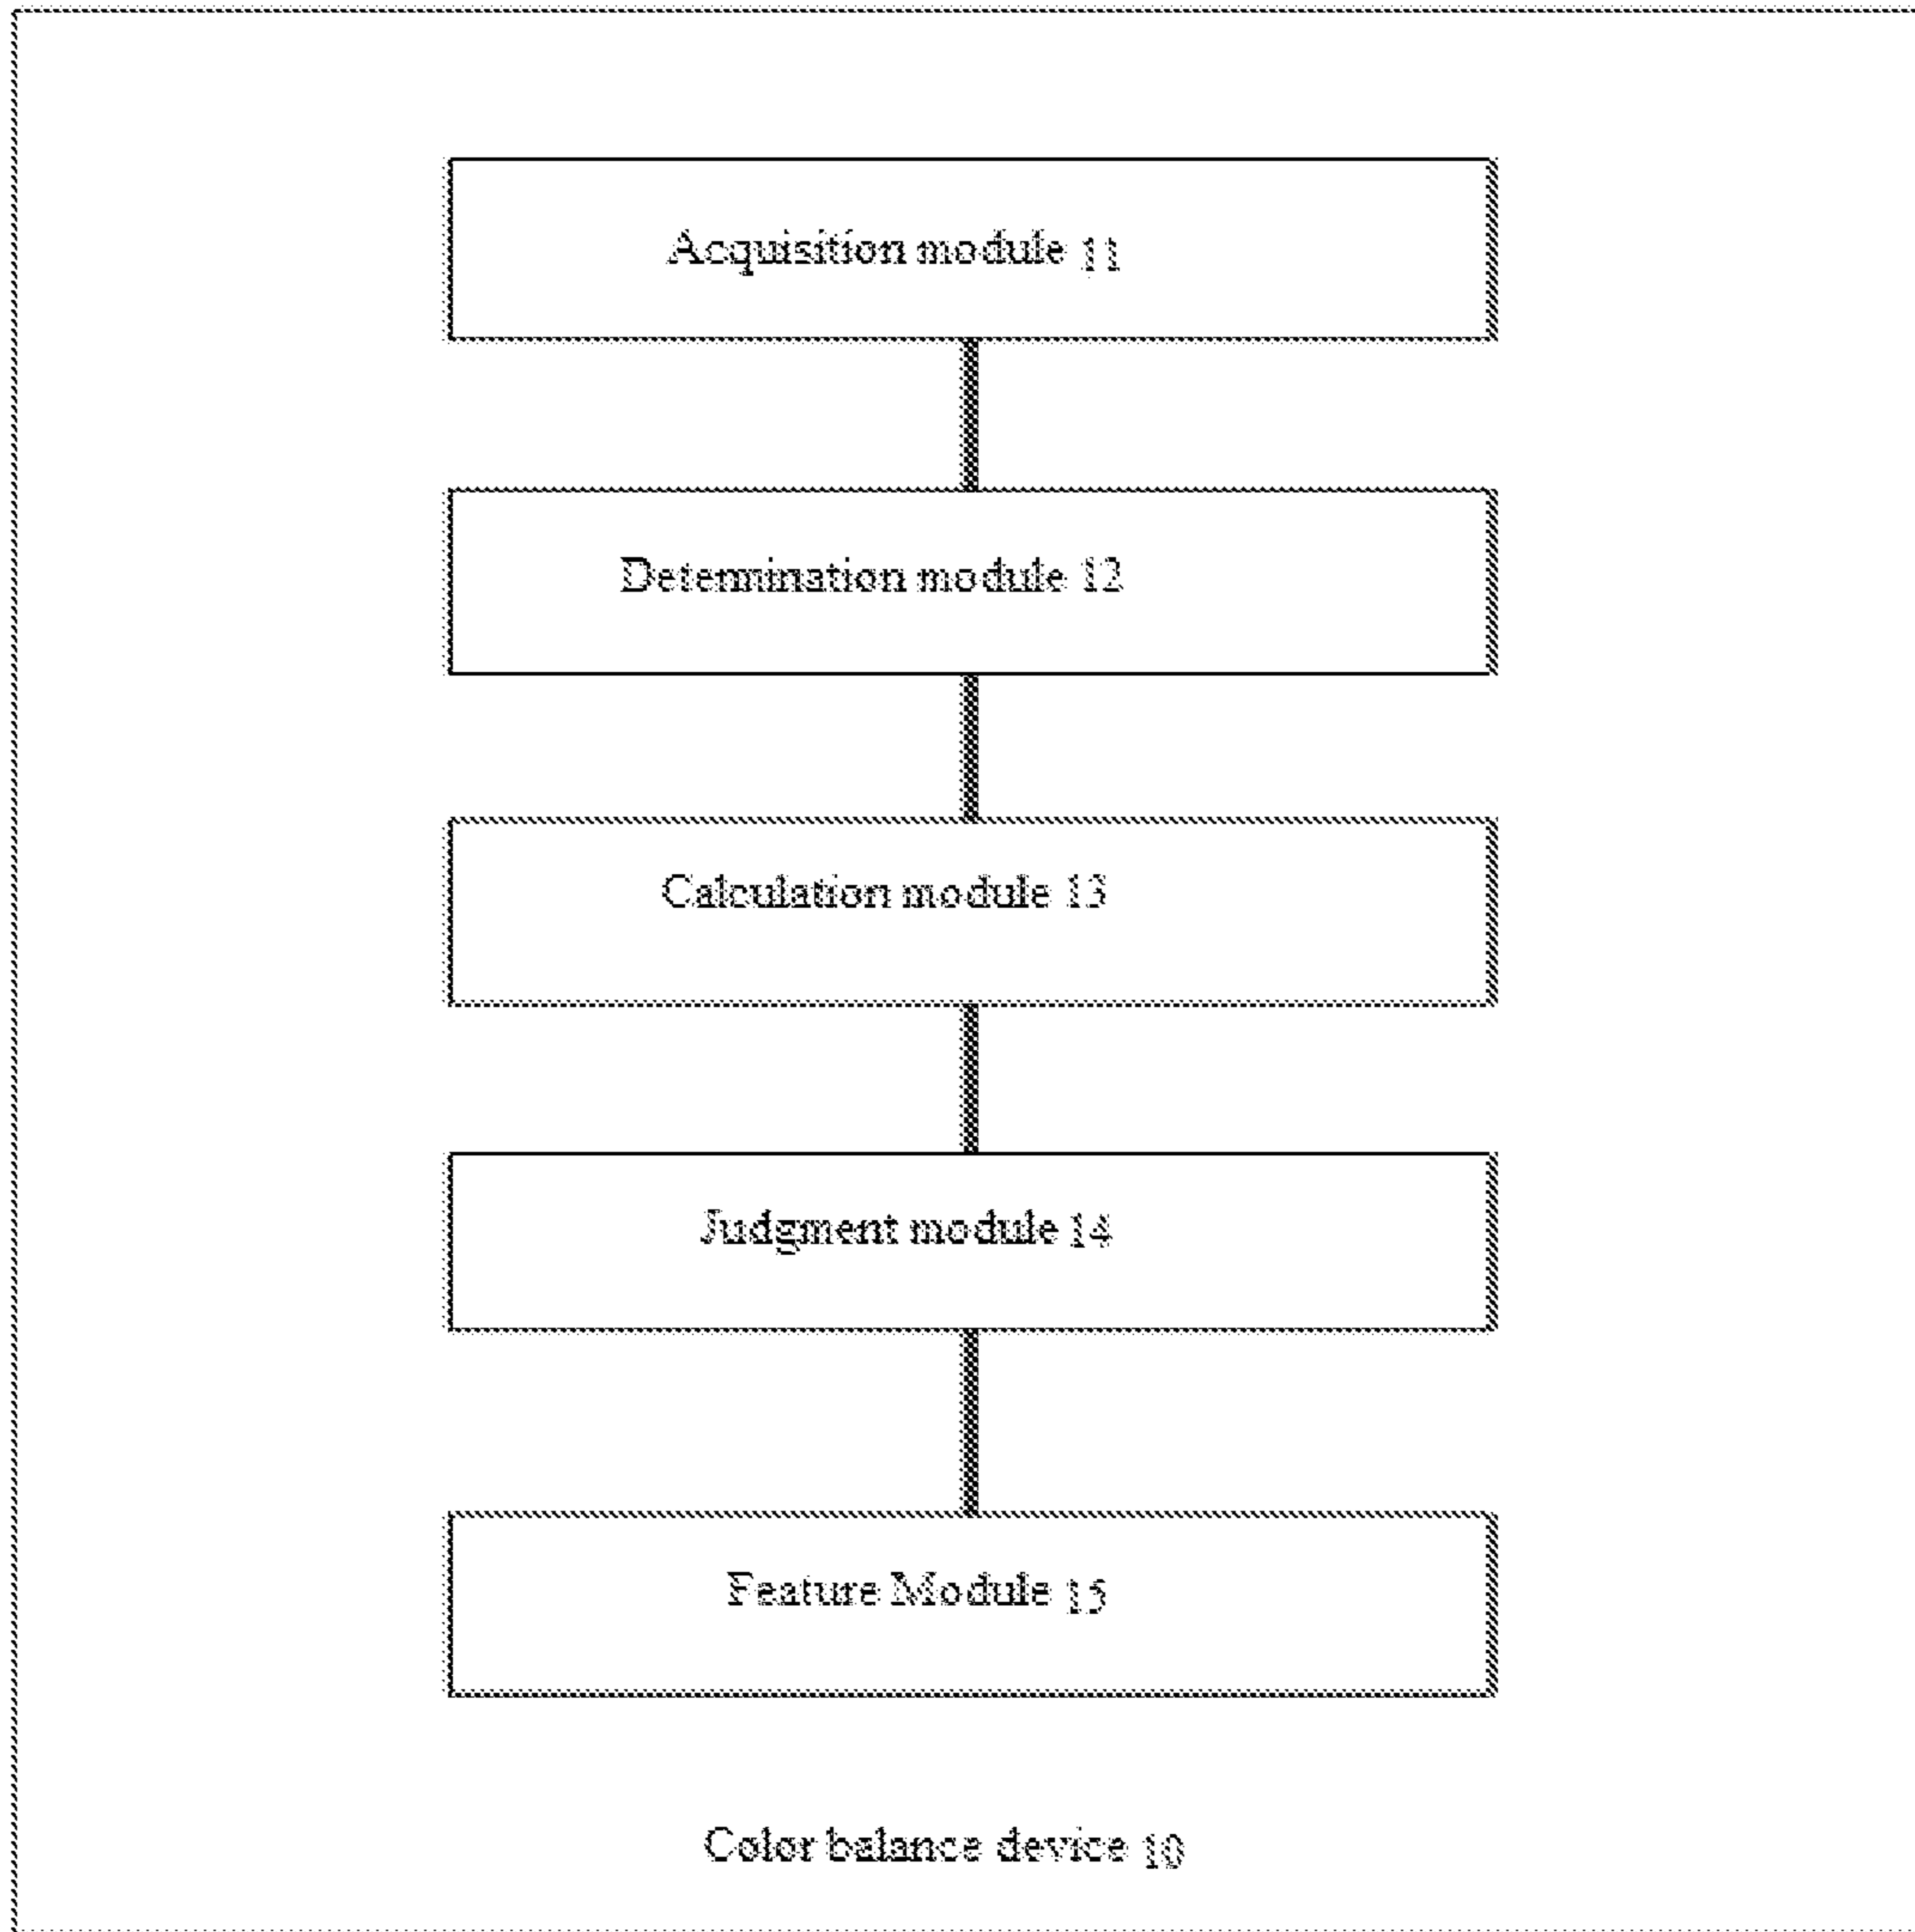 Acquisition module 11
Determination module 12
Calculation module 13
Judgment module 14
Feature Module 15
Color balance device 10